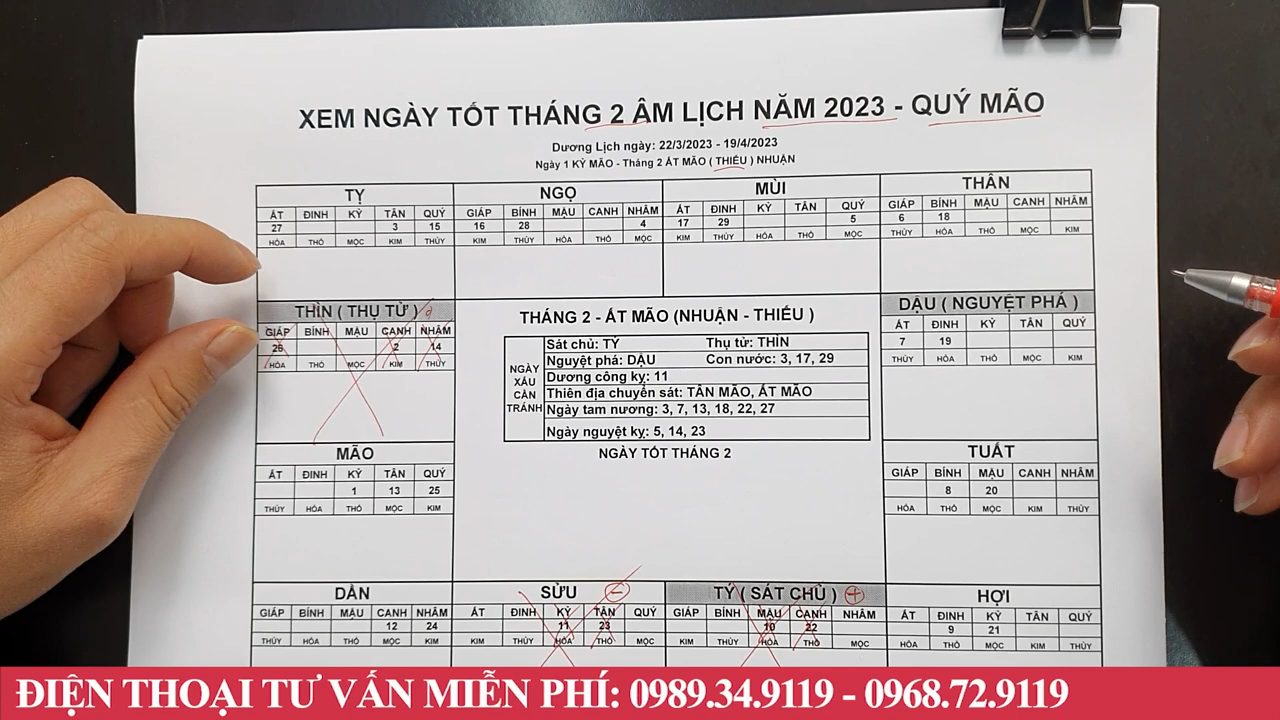 XEM NGÀY TỐT THÁNG 2 ÂM LỊCH NĂM 2023 - QUÝ MÃO
Dương Lịch ngày: 22/3/2023 - 19/4/2023
Ngày 1 KỶ MÃO - Tháng 2 ẤT MÃO ( THIẾU ) NHUẬN
TỴ NGỌ MÙI THÂN
ẤT ĐINH KỶ TÂN QUÝ GIÁP BÍNH MẬU CANH NHÂM ẤT ĐINH KỶ TÂN QUÝ GIÁP BÍNH MẬU CANH NHÂM
27 3 15 16 28 4 17 29 5 6 18
HỎA THỔ MỘC KIM THỦY KIM THỦY HỎA THỔ MỘC KIM THỦY HỎA THỔ MỘC THỦY HỎA THỔ MỘC KIM
THÌN ( THỤ TỬ )
GIÁP BÍNH MẬU CANH NHÂM
26 2 14
HỎA THỔ MỘC KIM THỦY
THÁNG 2 - ẤT MÃO (NHUẬN - THIẾU )
NGÀY XẤU CẦN TRÁNH
Sát chủ: TÝ Thụ tử: THÌN
Nguyệt phá: DẬU Con nước: 3, 17, 29
Dương công kỵ: 11
Thiên địa chuyển sát: TÂN MÃO, ẤT MÃO
Ngày tam nương: 3, 7, 13, 18, 22, 27
Ngày nguyệt kỵ: 5, 14, 23
NGÀY TỐT THÁNG 2
DẬU ( NGUYỆT PHÁ )
ẤT ĐINH KỶ TÂN QUÝ
7 19
THỦY HỎA THỔ MỘC KIM
MÃO
ẤT ĐINH KỶ TÂN QUÝ
1 13 25
THỦY HỎA THỔ MỘC KIM
TUẤT
GIÁP BÍNH MẬU CANH NHÂM
8 20
HỎA THỔ MỘC KIM THỦY
DẦN SỬU TÝ ( SÁT CHỦ ) HỢI
GIÁP BÍNH MẬU CANH NHÂM ẤT ĐINH KỶ TÂN QUÝ GIÁP BÍNH MẬU CANH NHÂM ẤT ĐINH KỶ TÂN QUÝ
12 24 11 23 10 22 9 21
THỦY HỎA THỔ MỘC KIM KIM THỦY HỎA THỔ MỘC KIM THỦY HỎA THỔ MỘC HỎA THỔ MỘC KIM THỦY
ĐIỆN THOẠI TƯ VẤN MIỄN PHÍ: 0989.34.9119 - 0968.72.9119